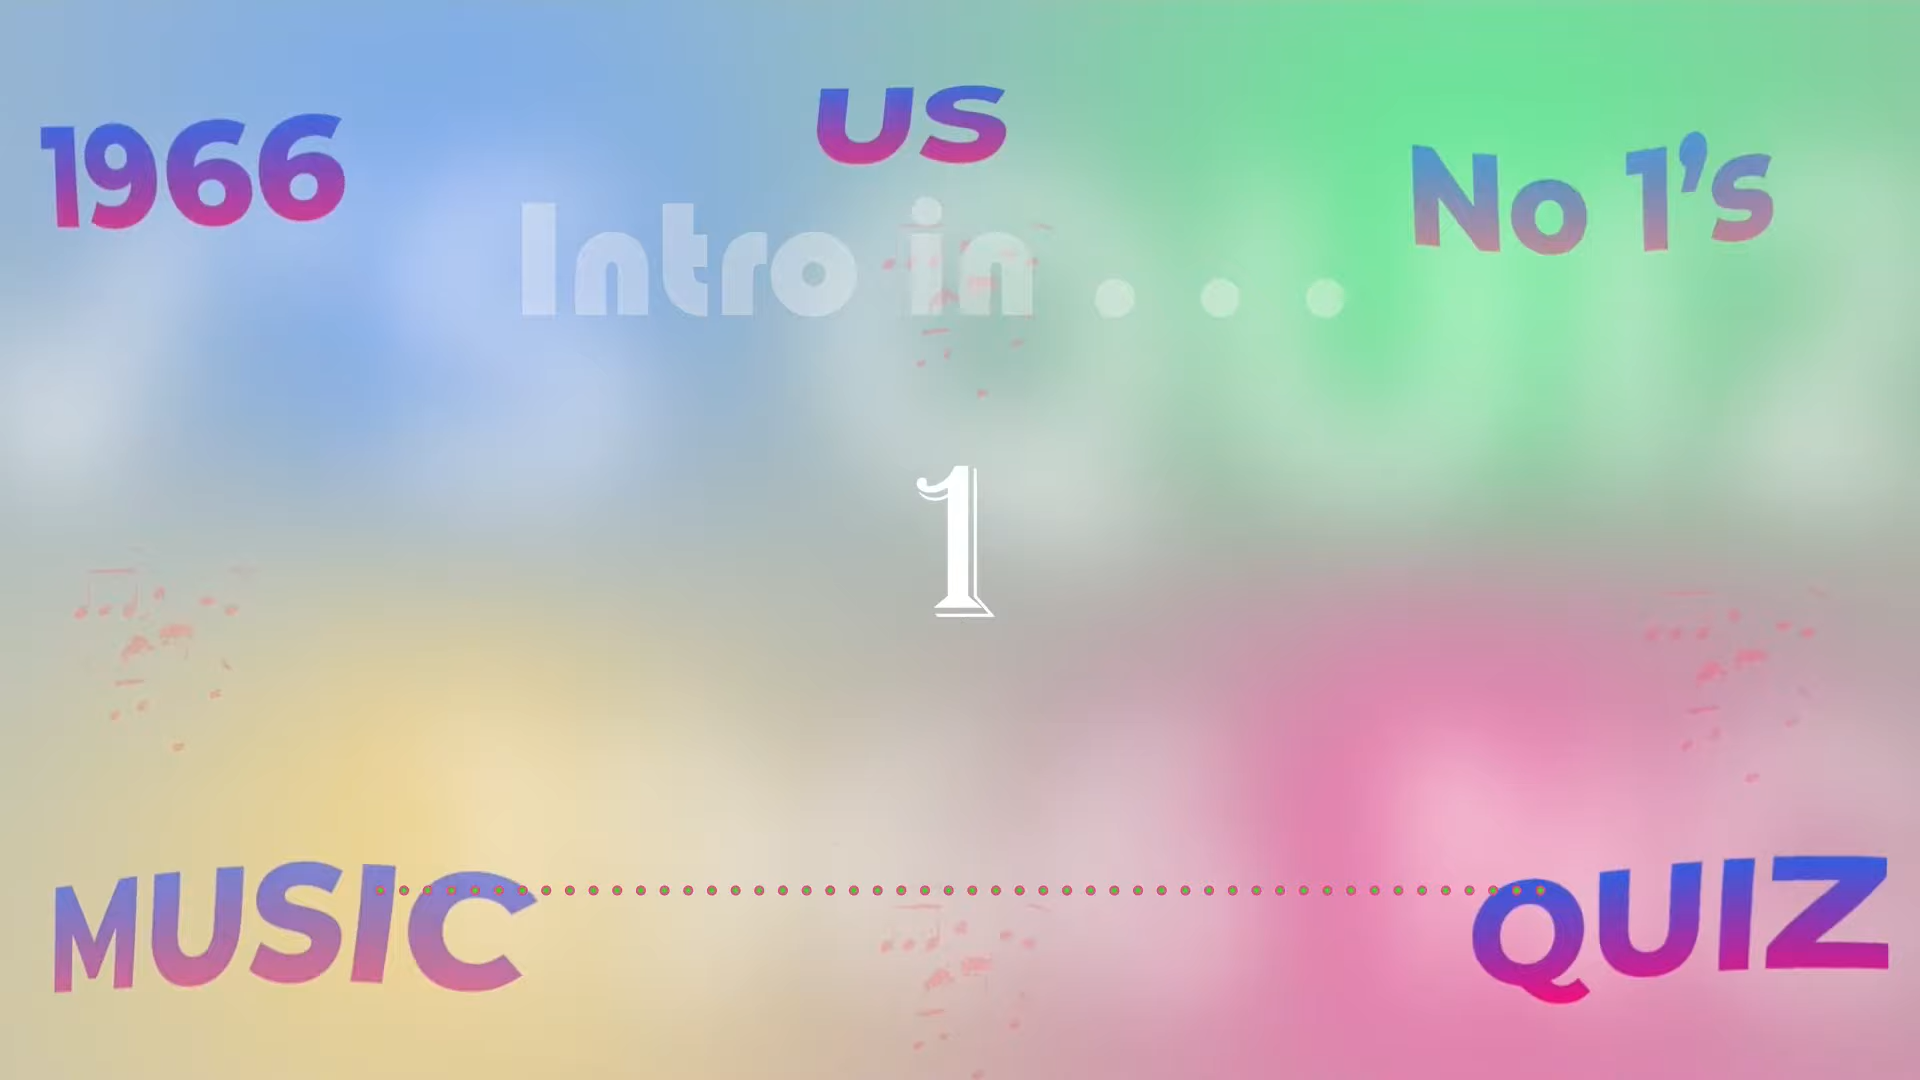 1966
US
No 1's
Intro in . . .
1
MUSIC
QUIZ